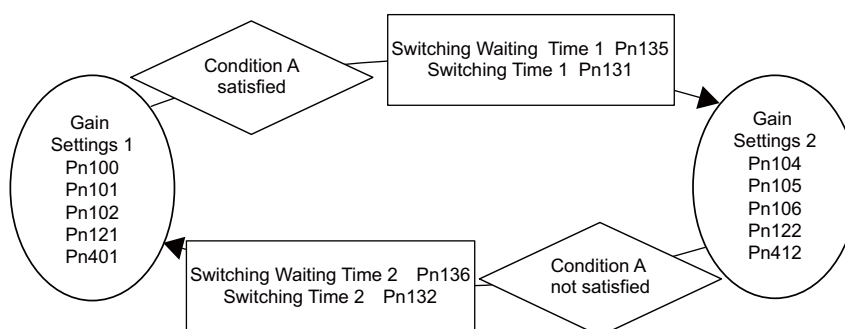 Condition A
satisfied
Switching Waiting Time 1 Pn135
Switching Time 1 Pn131
Gain
Settings 1
Pn100
Pn101
Pn102
Pn121
Pn401
Gain
Settings 2
Pn104
Pn105
Pn106
Pn122
Pn412
Switching Waiting Time 2 Pn136
Switching Time 2 Pn132
Condition A
not satisfied